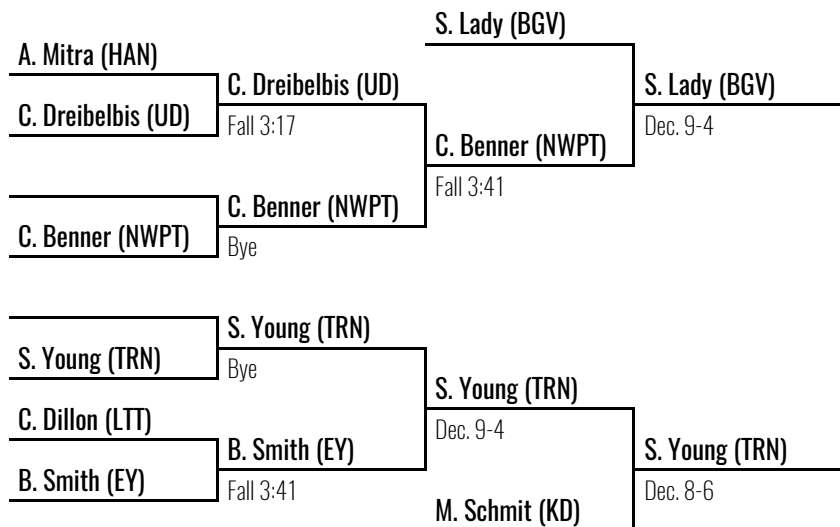 S. Lady (BGV)
A. Mitra (HAN)
C. Dreibelbis (UD)
S. Lady (BGV)
C. Dreibelbis (UD)
Fall 3:17
Dec. 9-4
C. Benner (NWPT)
Fall 3:41
C. Benner (NWPT)
C. Benner (NWPT)
Bye
S. Young (TRN)
S. Young (TRN)
Bye
S. Young (TRN)
C. Dillon (LTT)
Dec. 9-4
B. Smith (EY)
S. Young (TRN)
B. Smith (EY)
Fall 3:41
Dec. 8-6
M. Schmit (KD)